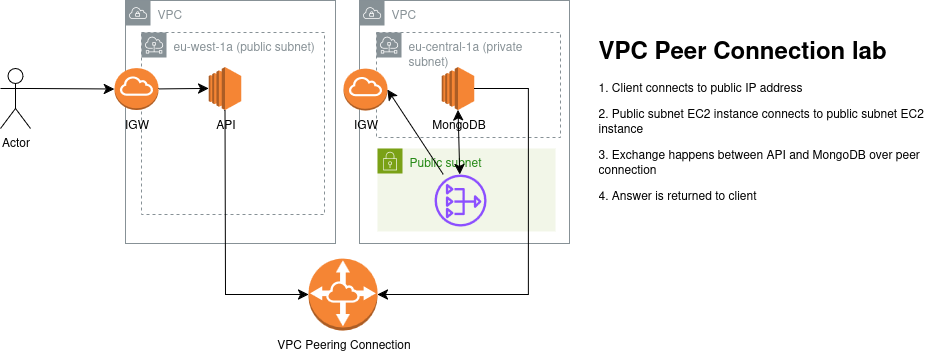 VPC
VPC
eu-west-1a (public subnet)
eu-central-1a (private
subnet)
IGW
API
IGW
MongoDB
Actor
Public subnet
VPC Peering Connection
VPC Peer Connection lab
1. Client connects to public IP address
2. Public subnet EC2 instance connects to public subnet EC2
instance
3. Exchange happens between API and MongoDB over peer
connection
4. Answer is returned to client